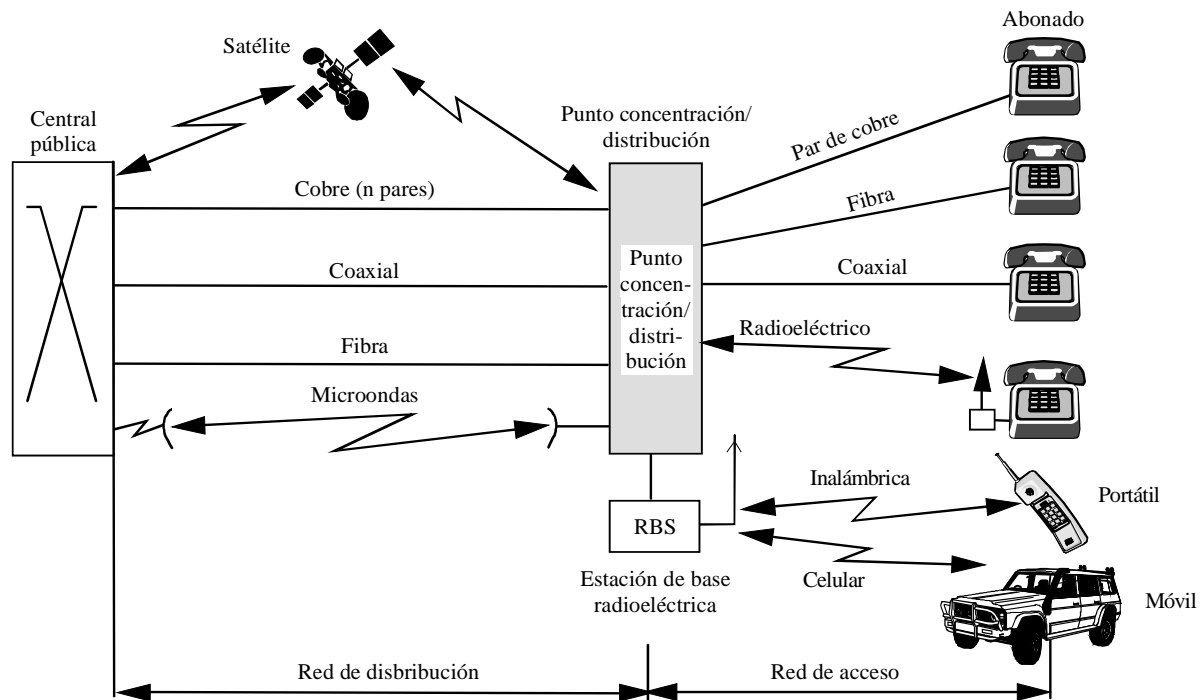 Abonado
Satélite
Central
pública
Punto concentración/
distribución
Par de cobre
Cobre (n pares)
Fibra
Punto
concen-
tración/
distri-
bución
Coaxial
Coaxial
Radioeléctrico
Fibra
Microondas
Inalámbrica
Portátil
RBS
Celular
Estación de base
radioeléctrica
Móvil
Red de disbribución
Red de acceso